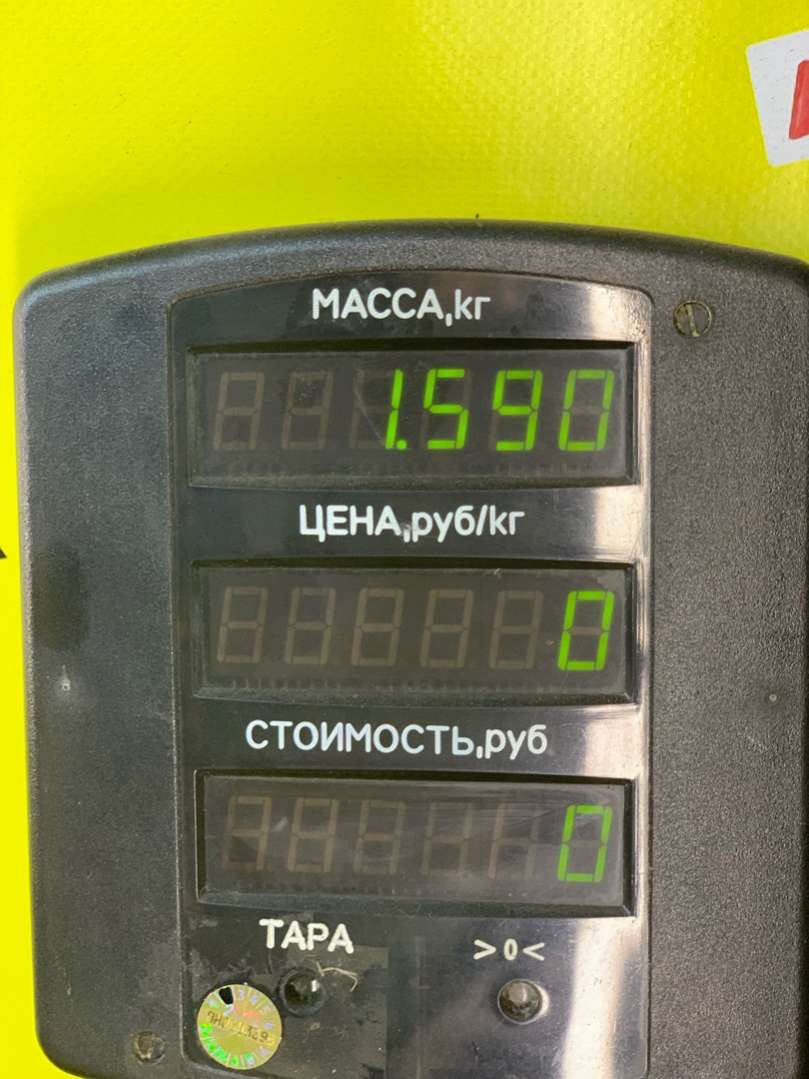 МАССА,кг
1.590
ЦЕНА,руб/кг
0
СТОИМОСТЬ,руб
0
ТАРА >0<